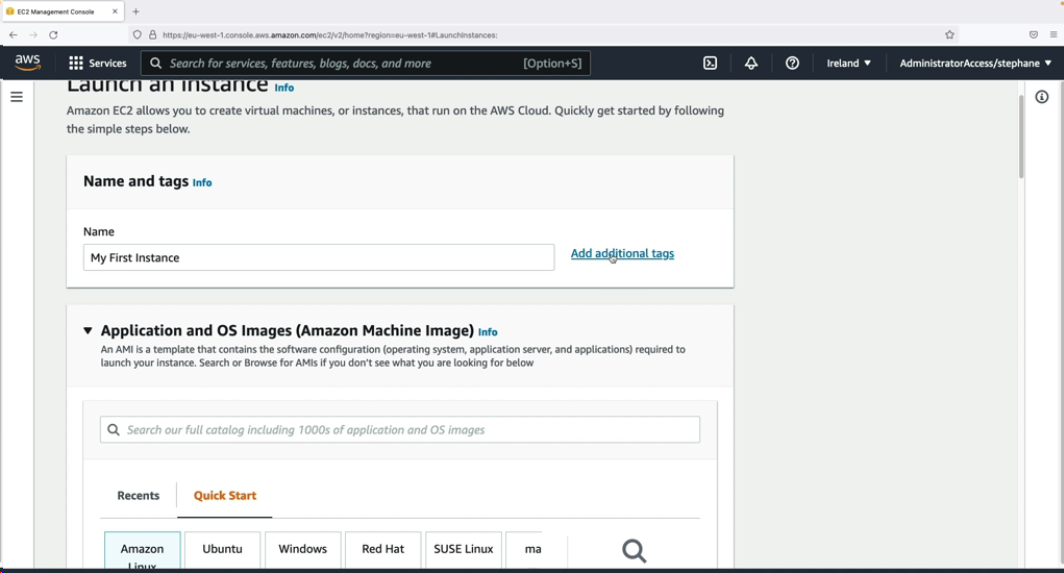 EC2 Management Console
https://eu-west-1.console.aws.amazon.com/ec2/v2/home?region=eu-west-1#LaunchInstances:
aws
Services
Search for services, features, blogs, docs, and more
[Option+S]
Ireland
AdministratorAccess/stephane
Launch an instance Info
Amazon EC2 allows you to create virtual machines, or instances, that run on the AWS Cloud. Quickly get started by following
the simple steps below.
Name and tags Info
Name
My First Instance
Add additional tags
Application and OS Images (Amazon Machine Image) Info
An AMI is a template that contains the software configuration (operating system, application server, and applications) required to
launch your instance. Search or Browse for AMIs if you don't see what you are looking for below
Search our full catalog including 1000s of application and OS images
Recents
Quick Start
Amazon
Linux
Ubuntu
Windows
Red Hat
SUSE Linux
ma